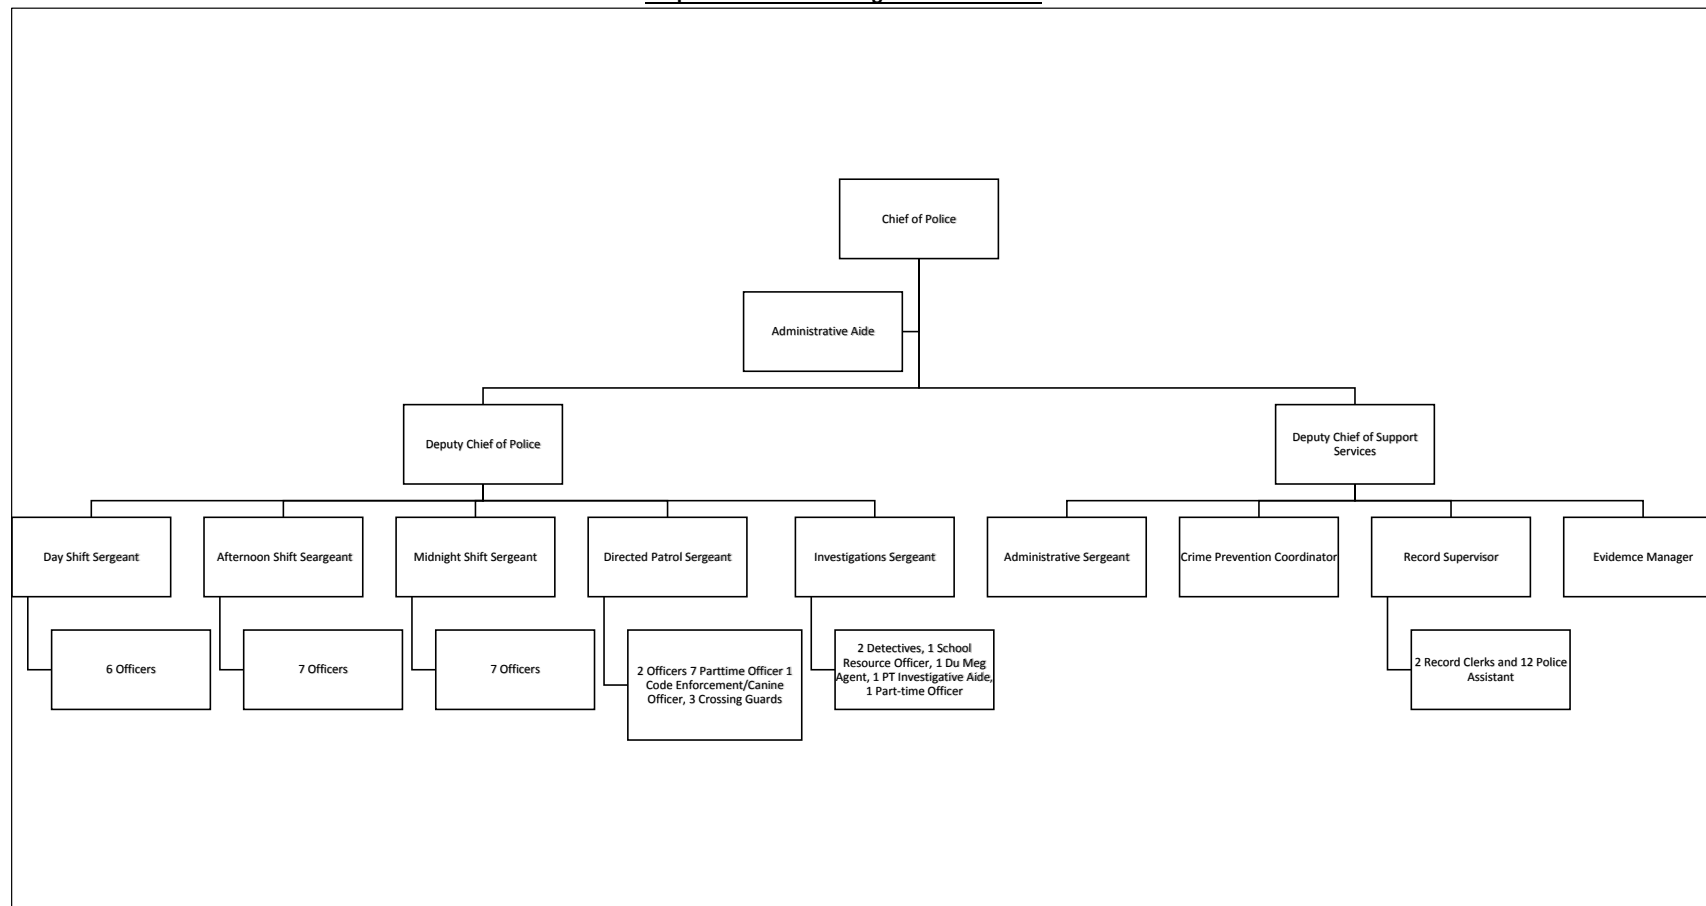 Chief of Police
Administrative Aide
Deputy Chief of Police
Deputy Chief of Support
Services
Day Shift Sergeant
Afternoon Shift Seargeant
Midnight Shift Sergeant
Directed Patrol Sergeant
Investigations Sergeant
Administrative Sergeant
Crime Prevention Coordinator
Record Supervisor
Evidemce Manager
6 Officers
7 Officers
7 Officers
2 Officers 7 Parttime Officer 1
Code Enforcement/Canine
Officer, 3 Crossing Guards
2 Detectives, 1 School
Resource Officer, 1 Du Meg
Agent, 1 PT Investigative Aide,
1 Part-time Officer
2 Record Clerks and 12 Police
Assistant